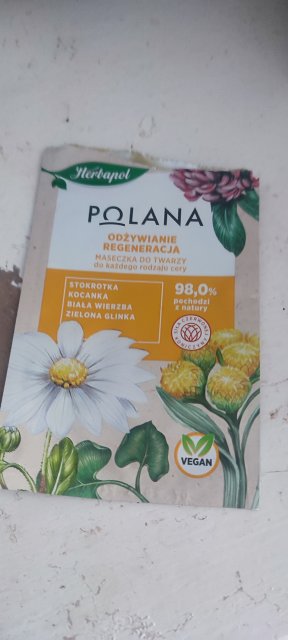 Herbapol
POLANA
ODŻYWIANIE
REGENERACJA
MASECZKA DO TWARZY
do każdego rodzaju cery
STOKROTKA
KOCANKA
BIAŁA WIERZBA
ZIELONA GLINKA
98,0%
pochodzi
z natury
VEGAN